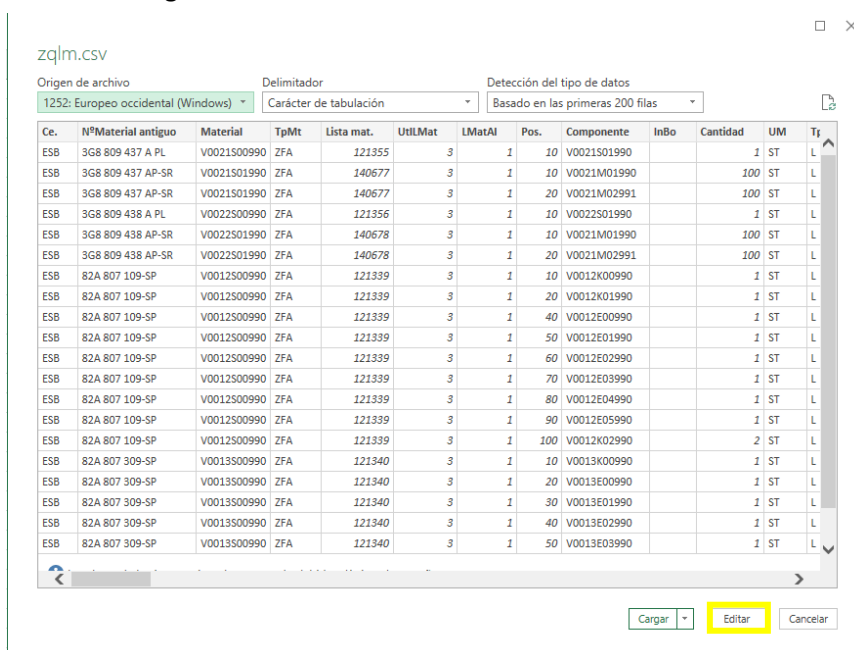 zqlm.csv
Origen de archivo Delimitador Detección del tipo de datos
1252: Europeo occidental (Windows) Carácter de tabulación Basado en las primeras 200 filas
Ce. NºMaterial antiguo Material TpMt Lista mat. UtlLMat LMatAl Pos. Componente InBo Cantidad UM
ESB 3G8 809 437 A PL V0021S00990 ZFA 121355 3 1 10 V0021S01990 1 ST L
ESB 3G8 809 437 AP-SR V0021S01990 ZFA 140677 3 1 10 V0021M01990 100 ST L
ESB 3G8 809 437 AP-SR V0021S01990 ZFA 140677 3 1 20 V0021M02991 100 ST L
ESB 3G8 809 438 A PL V0022S00990 ZFA 121356 3 1 10 V0022S01990 1 ST L
ESB 3G8 809 438 AP-SR V0022S01990 ZFA 140678 3 1 10 V0021M01990 100 ST L
ESB 3G8 809 438 AP-SR V0022S01990 ZFA 140678 3 1 20 V0021M02991 100 ST L
ESB 82A 807 109-SP V0012S00990 ZFA 121339 3 1 10 V0012K00990 1 ST L
ESB 82A 807 109-SP V0012S00990 ZFA 121339 3 1 20 V0012K01990 1 ST L
ESB 82A 807 109-SP V0012S00990 ZFA 121339 3 1 40 V0012E00990 1 ST L
ESB 82A 807 109-SP V0012S00990 ZFA 121339 3 1 50 V0012E01990 1 ST L
ESB 82A 807 109-SP V0012S00990 ZFA 121339 3 1 60 V0012E02990 1 ST L
ESB 82A 807 109-SP V0012S00990 ZFA 121339 3 1 70 V0012E03990 1 ST L
ESB 82A 807 109-SP V0012S00990 ZFA 121339 3 1 80 V0012E04990 1 ST L
ESB 82A 807 109-SP V0012S00990 ZFA 121339 3 1 90 V0012E05990 1 ST L
ESB 82A 807 109-SP V0012S00990 ZFA 121339 3 1 100 V0012K02990 2 ST L
ESB 82A 807 309-SP V0013S00990 ZFA 121340 3 1 10 V0013K00990 1 ST L
ESB 82A 807 309-SP V0013S00990 ZFA 121340 3 1 20 V0013E00990 1 ST L
ESB 82A 807 309-SP V0013S00990 ZFA 121340 3 1 30 V0013E01990 1 ST L
ESB 82A 807 309-SP V0013S00990 ZFA 121340 3 1 40 V0013E02990 1 ST L
ESB 82A 807 309-SP V0013S00990 ZFA 121340 3 1 50 V0013E03990 1 ST L
Cargar Editar Cancelar